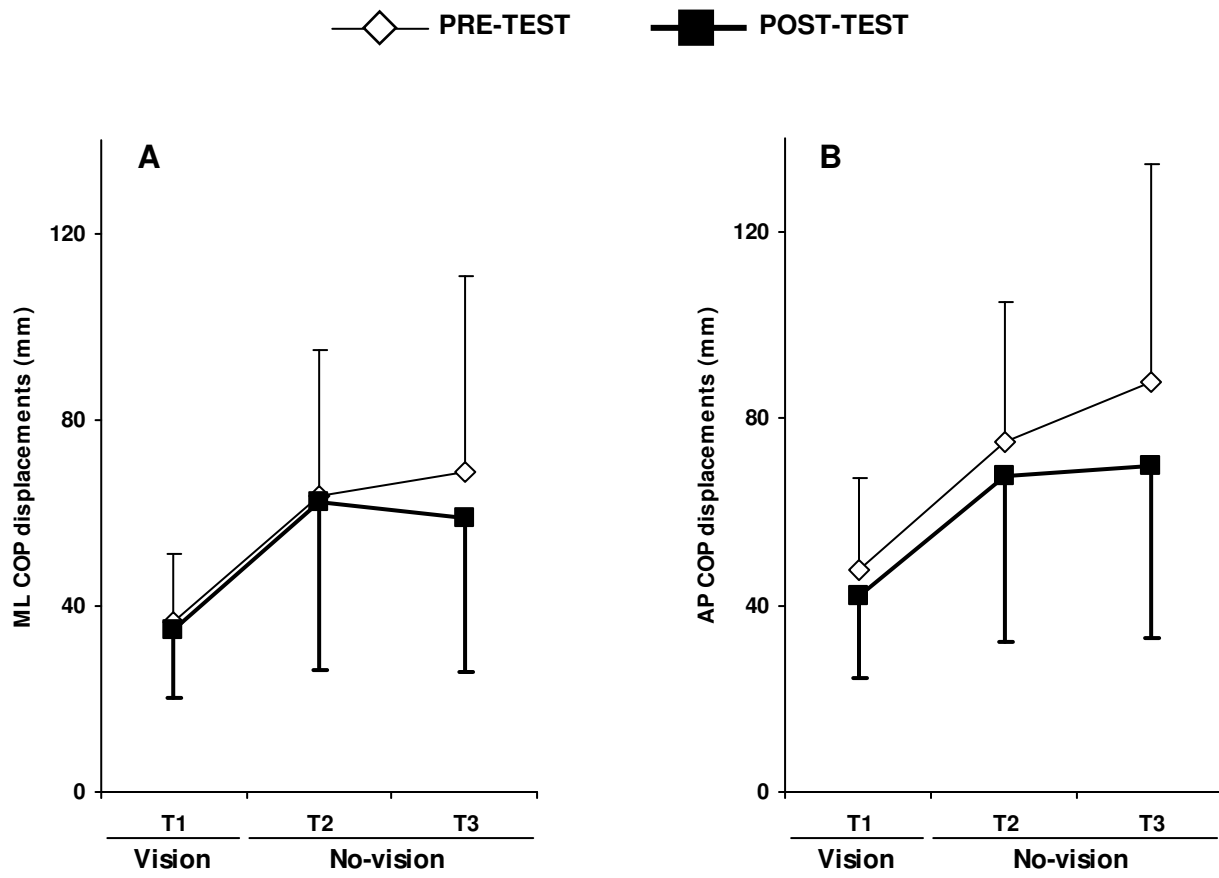 PRE-TEST POST-TEST
A
ML COP displacements (mm)
120
80
40
0
T1 T2 T3
Vision No-vision
B
AP COP displacements (mm)
120
80
40
0
T1 T2 T3
Vision No-vision